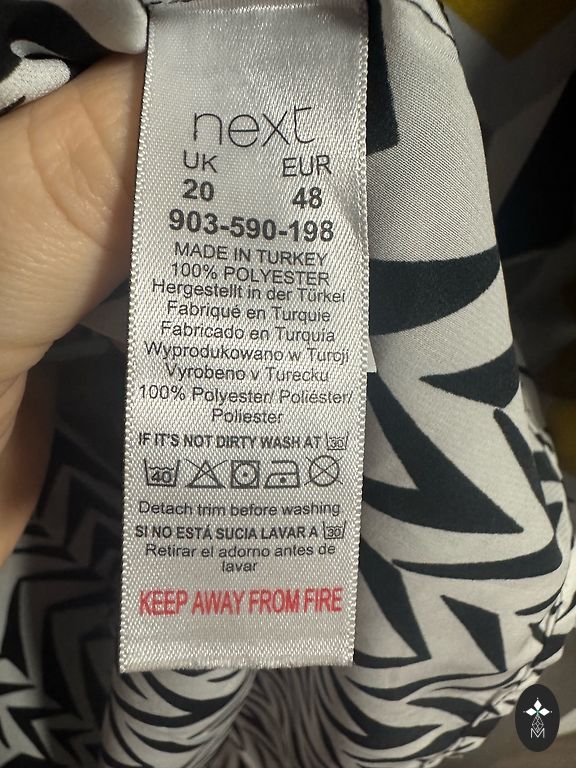 next
UK EUR
20 48
903-590-198
MADE IN TURKEY
100% POLYESTER
Hergestellt in der Türkei
Fabriqué en Turquie
Fabricado en Turquía
Wyprodukowano w Turcji
Vyrobeno v Turecku
100% Polyester/ Poliéster/
Poliester
IF IT'S NOT DIRTY WASH AT 30
40
Detach trim before washing
SI NO ESTÁ SUCIA LAVAR A 30
Retirar el adorno antes de
lavar
KEEP AWAY FROM FIRE
M